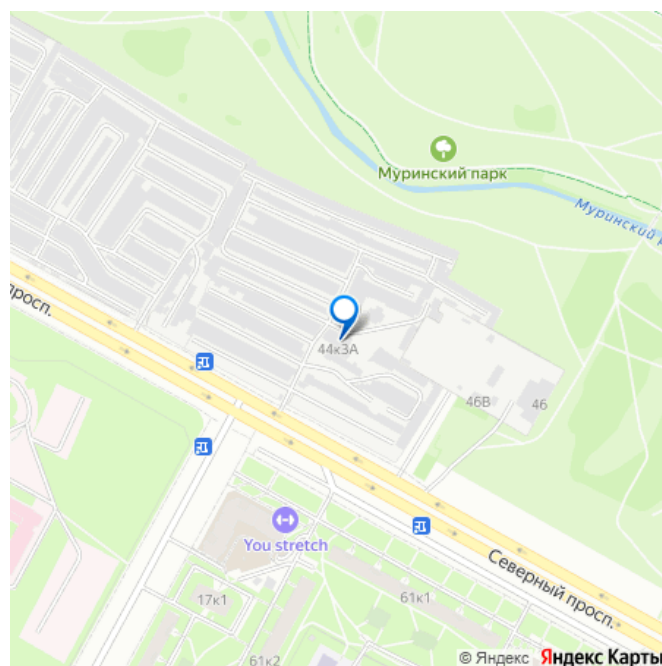 Муринский парк
Муринский р
просп.
44к3А
46В
46
You stretch
Северный просп.
17к1
61к1
61к2
© Яндекс Яндекс Карты